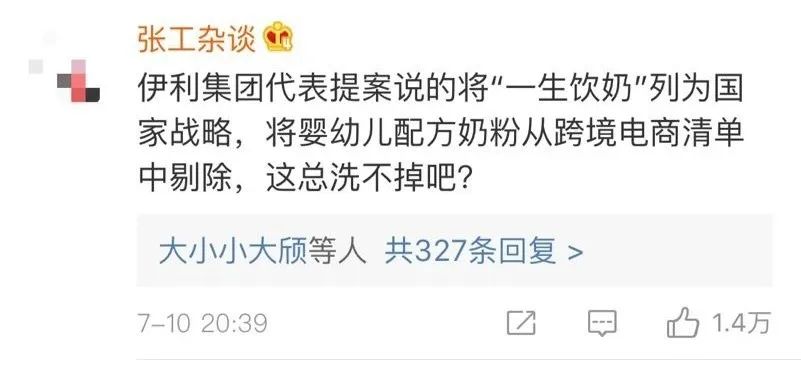 张工杂谈
伊利集团代表提案说的将“一生饮奶”列为国
家战略，将婴幼儿配方奶粉从跨境电商清单
中剔除，这总洗不掉吧？
大小小大颀等人 共327条回复 >
7-10 20:39 1.4万